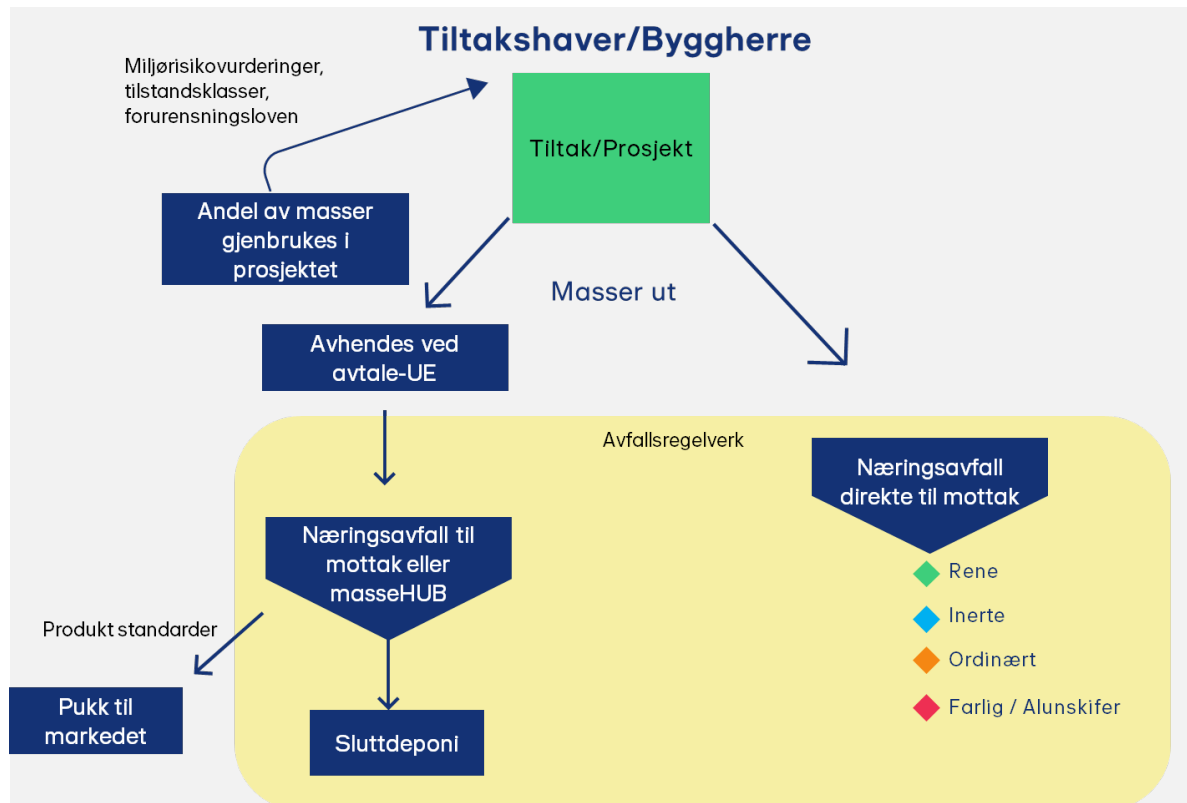 Tiltakshaver/Byggherre
Miljørisikovurderinger,
tilstandsklasser,
forurensningsloven
Tiltak/Prosjekt
Andel av masser
gjenbrukes i
prosjektet
Masser ut
Avhendes ved
avtale-UE
Avfallsregelverk
Næringsavfall
direkte til mottak
Næringsavfall til
mottak eller
masseHUB
Rene
Inerte
Ordinært
Farlig / Alunskifer
Produkt standarder
Pukk til
markedet
Sluttdeponi